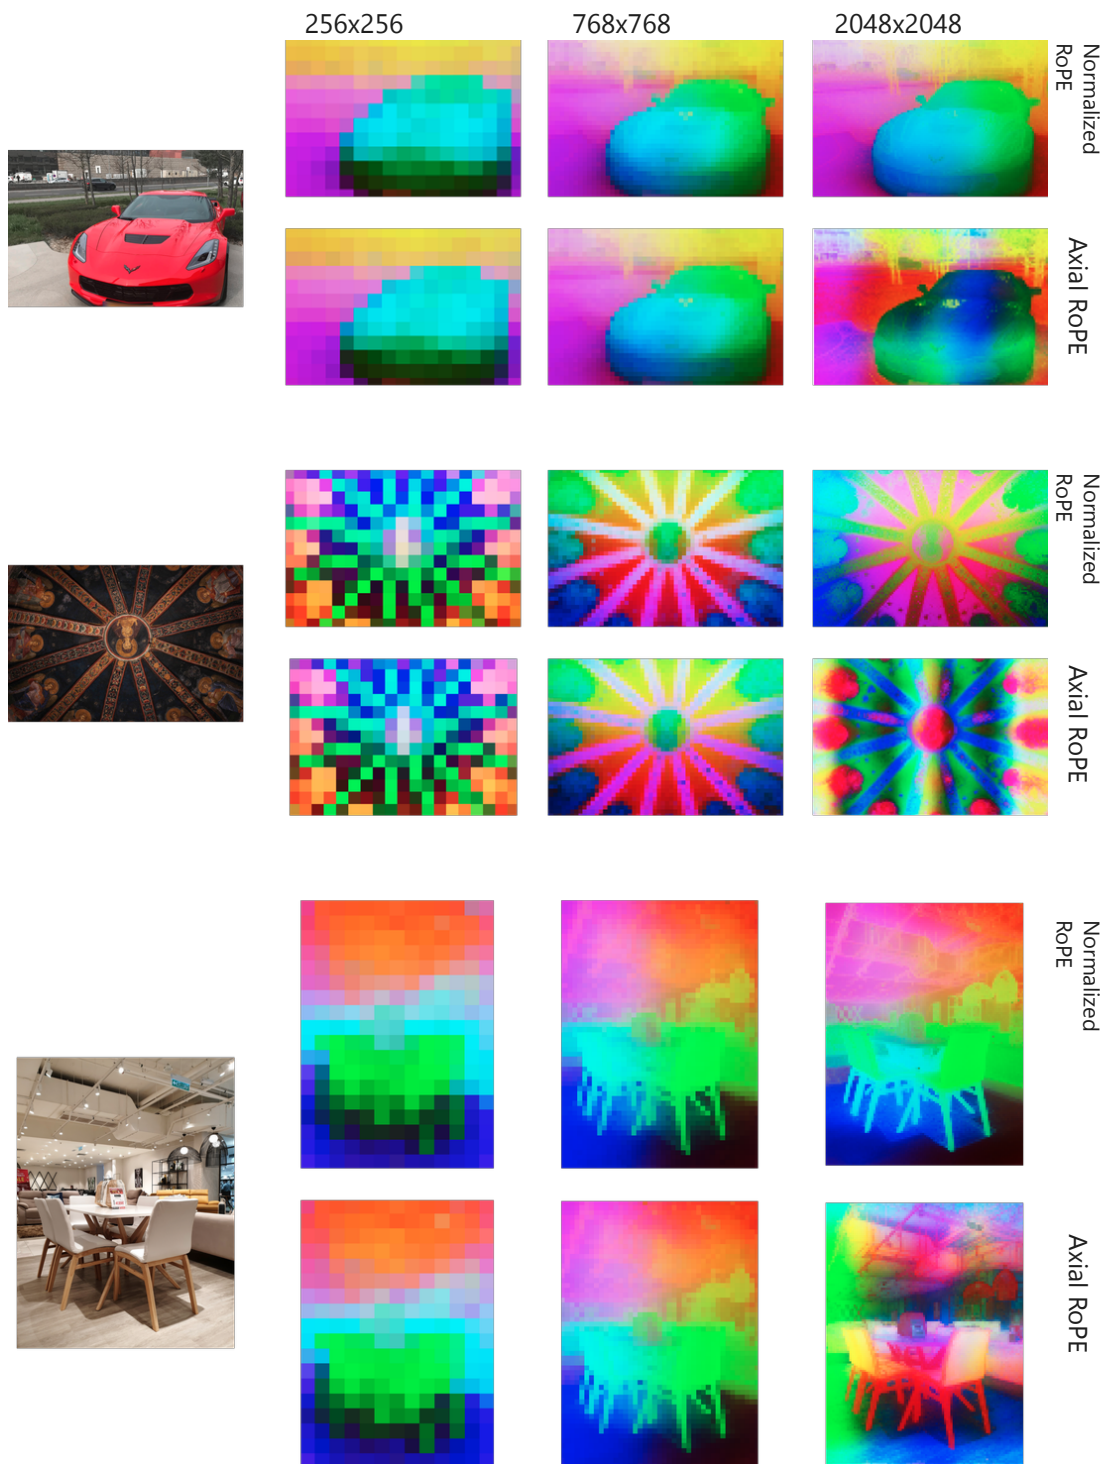 256x256
768x768
2048x2048
Normalized
RoPE
Axial RoPE
Normalized
RoPE
Axial RoPE
Normalized
RoPE
Axial RoPE